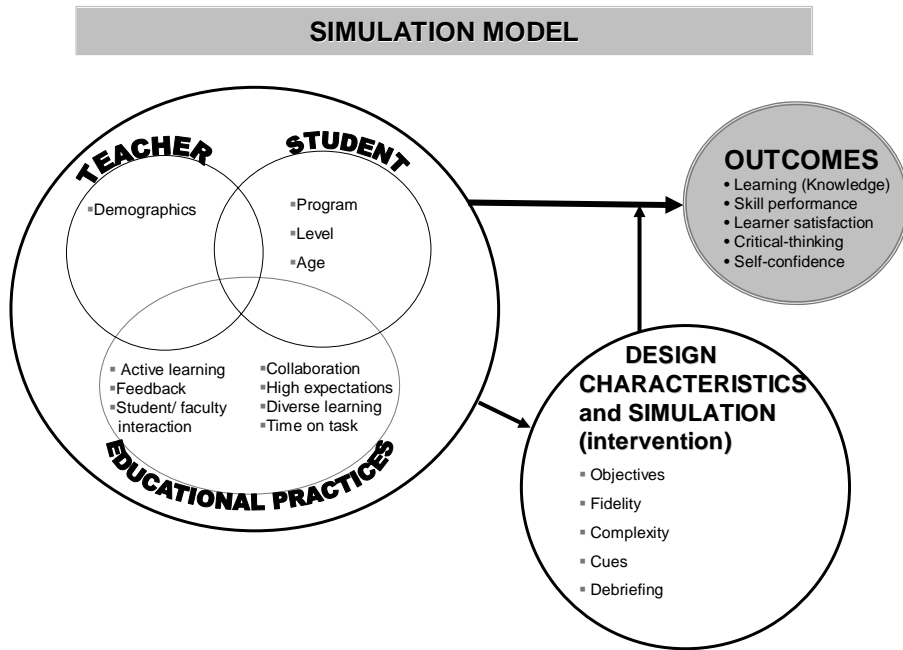 SIMULATION MODEL
TEACHER
▪Demographics
STUDENT
▪Program
▪Level
▪Age
▪ Active learning
▪Feedback
▪Student/ faculty
interaction
▪Collaboration
▪High expectations
▪Diverse learning
▪Time on task
EDUCATIONAL PRACTICES
OUTCOMES
• Learning (Knowledge)
• Skill performance
• Learner satisfaction
• Critical-thinking
• Self-confidence
DESIGN
CHARACTERISTICS
and SIMULATION
(intervention)
▪ Objectives
▪ Fidelity
▪ Complexity
▪ Cues
▪ Debriefing